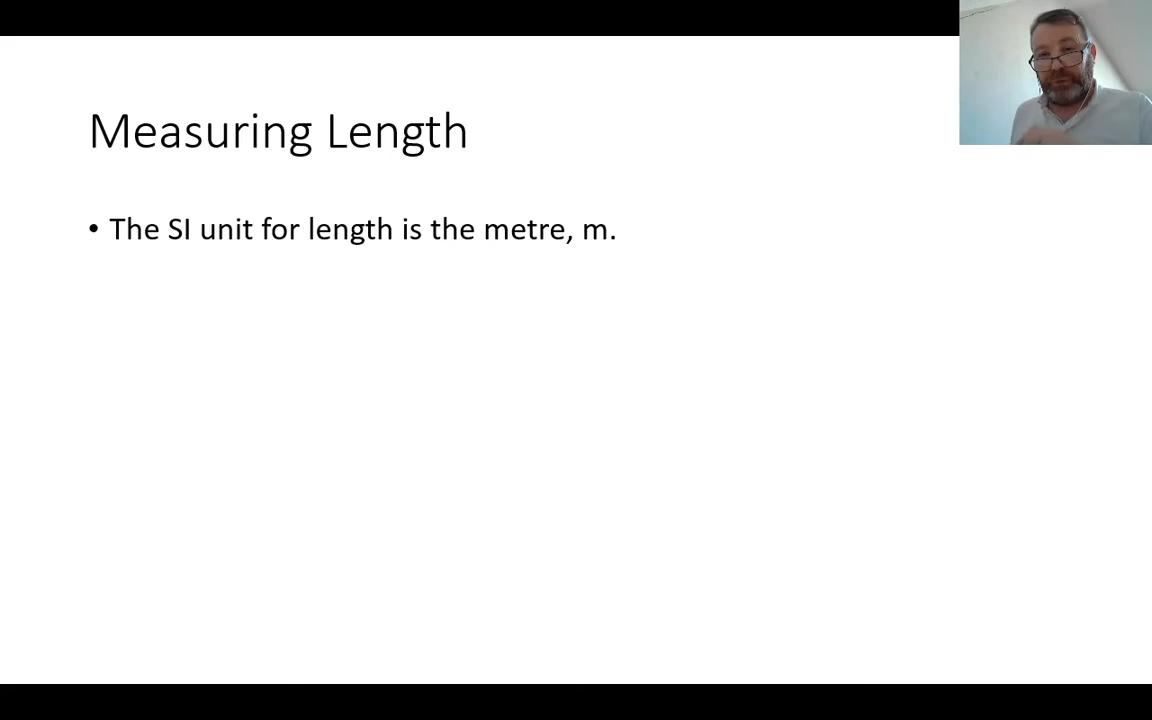 Measuring Length
• The SI unit for length is the metre, m.